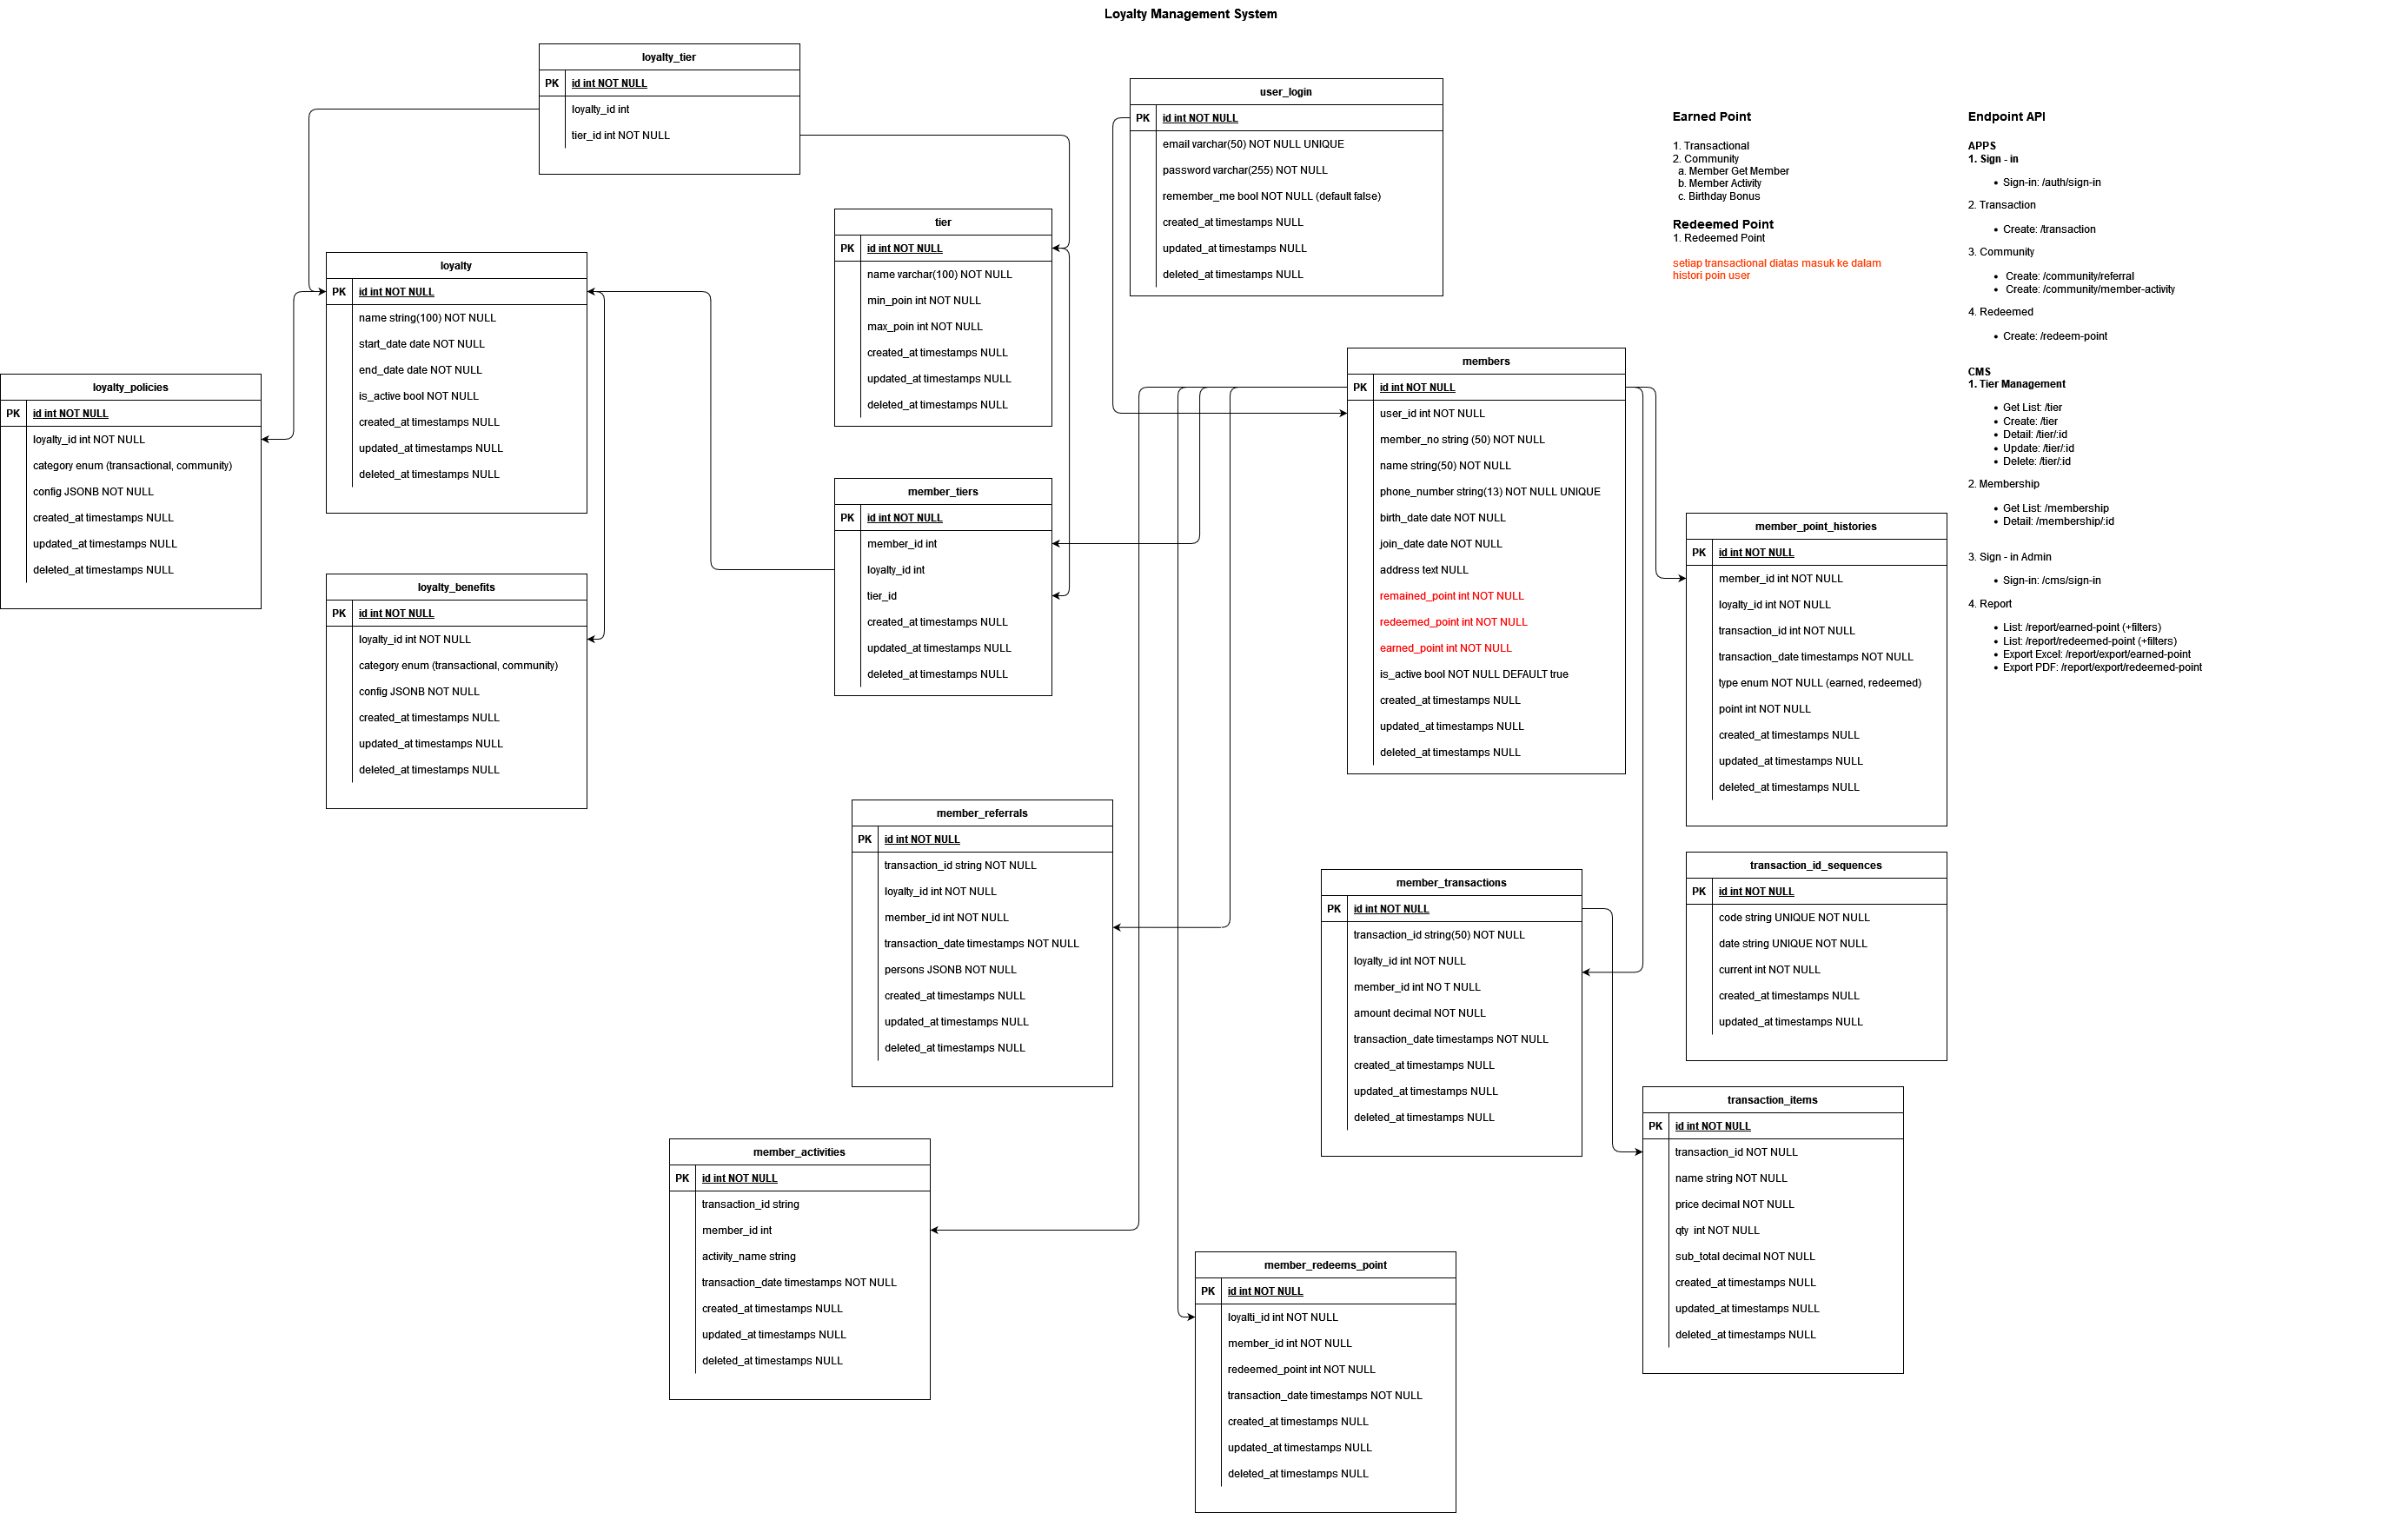 Loyalty Management System
loyalty_tier
PK id int NOT NULL
loyalty_id int
tier_id int NOT NULL
user_login
PK id int NOT NULL
email varchar(50) NOT NULL UNIQUE
password varchar(255) NOT NULL
remember_me bool NOT NULL (default false)
created_at timestamps NULL
updated_at timestamps NULL
deleted_at timestamps NULL
tier
PK id int NOT NULL
name varchar(100) NOT NULL
min_poin int NOT NULL
max_poin int NOT NULL
created_at timestamps NULL
updated_at timestamps NULL
deleted_at timestamps NULL
loyalty
PK id int NOT NULL
name string(100) NOT NULL
start_date date NOT NULL
end_date date NOT NULL
is_active bool NOT NULL
created_at timestamps NULL
updated_at timestamps NULL
deleted_at timestamps NULL
loyalty_policies
PK id int NOT NULL
loyalty_id int NOT NULL
category enum (transactional, community)
config JSONB NOT NULL
created_at timestamps NULL
updated_at timestamps NULL
deleted_at timestamps NULL
loyalty_benefits
PK id int NOT NULL
loyalty_id int NOT NULL
category enum (transactional, community)
config JSONB NOT NULL
created_at timestamps NULL
updated_at timestamps NULL
deleted_at timestamps NULL
member_tiers
PK id int NOT NULL
member_id int
loyalty_id int
tier_id
created_at timestamps NULL
updated_at timestamps NULL
deleted_at timestamps NULL
members
PK id int NOT NULL
user_id int NOT NULL
member_no string (50) NOT NULL
name string(50) NOT NULL
phone_number string(13) NOT NULL UNIQUE
birth_date date NOT NULL
join_date date NOT NULL
address text NULL
remained_point int NOT NULL
redeemed_point int NOT NULL
earned_point int NOT NULL
is_active bool NOT NULL DEFAULT true
created_at timestamps NULL
updated_at timestamps NULL
deleted_at timestamps NULL
member_point_histories
PK id int NOT NULL
member_id int NOT NULL
loyalty_id int NOT NULL
transaction_id int NOT NULL
transaction_date timestamps NOT NULL
type enum NOT NULL (earned, redeemed)
point int NOT NULL
created_at timestamps NULL
updated_at timestamps NULL
deleted_at timestamps NULL
member_referrals
PK id int NOT NULL
transaction_id string NOT NULL
loyalty_id int NOT NULL
member_id int NOT NULL
transaction_date timestamps NOT NULL
persons JSONB NOT NULL
created_at timestamps NULL
updated_at timestamps NULL
deleted_at timestamps NULL
member_transactions
PK id int NOT NULL
transaction_id string(50) NOT NULL
loyalty_id int NOT NULL
member_id int NO T NULL
amount decimal NOT NULL
transaction_date timestamps NOT NULL
created_at timestamps NULL
updated_at timestamps NULL
deleted_at timestamps NULL
transaction_id_sequences
PK id int NOT NULL
code string UNIQUE NOT NULL
date string UNIQUE NOT NULL
current int NOT NULL
created_at timestamps NULL
updated_at timestamps NULL
transaction_items
PK id int NOT NULL
transaction_id NOT NULL
name string NOT NULL
price decimal NOT NULL
qty int NOT NULL
sub_total decimal NOT NULL
created_at timestamps NULL
updated_at timestamps NULL
deleted_at timestamps NULL
member_activities
PK id int NOT NULL
transaction_id string
member_id int
activity_name string
transaction_date timestamps NOT NULL
created_at timestamps NULL
updated_at timestamps NULL
deleted_at timestamps NULL
member_redeems_point
PK id int NOT NULL
loyalti_id int NOT NULL
member_id int NOT NULL
redeemed_point int NOT NULL
transaction_date timestamps NOT NULL
created_at timestamps NULL
updated_at timestamps NULL
deleted_at timestamps NULL
Earned Point
1. Transactional
2. Community
a. Member Get Member
b. Member Activity
c. Birthday Bonus
Redeemed Point
1. Redeemed Point
setiap transactional diatas masuk ke dalam
histori poin user
Endpoint API
APPS
1. Sign - in
• Sign-in: /auth/sign-in
2. Transaction
• Create: /transaction
3. Community
• Create: /community/referral
• Create: /community/member-activity
4. Redeemed
• Create: /redeem-point
CMS
1. Tier Management
• Get List: /tier
• Create: /tier
• Detail: /tier/:id
• Update: /tier/:id
• Delete: /tier/:id
2. Membership
• Get List: /membership
• Detail: /membership/:id
3. Sign - in Admin
• Sign-in: /cms/sign-in
4. Report
• List: /report/earned-point (+filters)
• List: /report/redeemed-point (+filters)
• Export Excel: /report/export/earned-point
• Export PDF: /report/export/redeemed-point